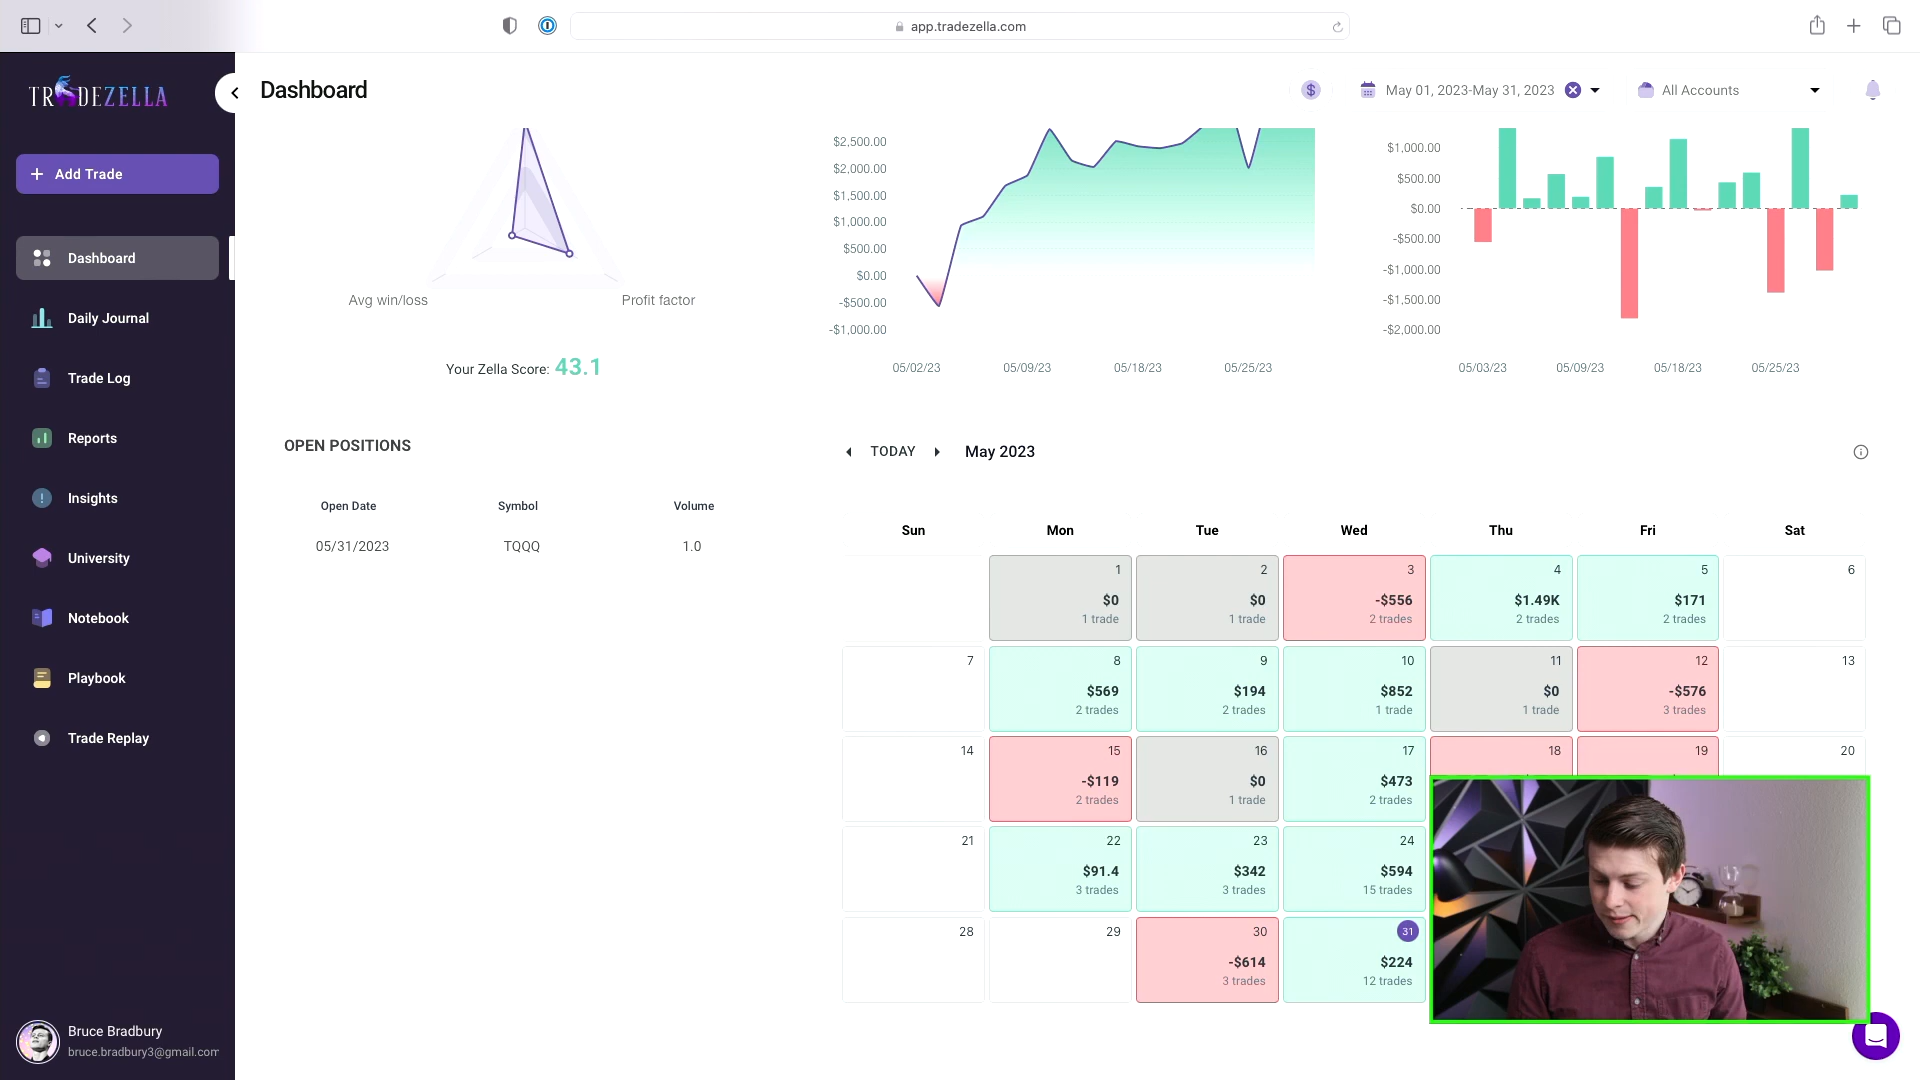 app.tradezella.com
TRADEZELLA
Dashboard
$
May 01, 2023-May 31, 2023
All Accounts
Add Trade
Dashboard
Daily Journal
Trade Log
Reports
Insights
University
Notebook
Playbook
Trade Replay
Bruce Bradbury
bruce.bradbury3@gmail.com
Avg win/loss
Profit factor
Your Zella Score: 43.1
$2,500.00
$2,000.00
$1,500.00
$1,000.00
$500.00
$0.00
-$500.00
-$1,000.00
05/02/23 05/09/23 05/18/23 05/25/23
$1,000.00
$500.00
$0.00
-$500.00
-$1,000.00
-$1,500.00
-$2,000.00
05/03/23 05/09/23 05/18/23 05/25/23
OPEN POSITIONS
Open Date Symbol Volume
05/31/2023 TQQQ 1.0
TODAY May 2023
Sun Mon Tue Wed Thu Fri Sat
1 2 3 4 5 6
$0 $0 -$556 $1.49K $171
1 trade 1 trade 2 trades 2 trades 2 trades
7 8 9 10 11 12 13
$569 $194 $852 $0 -$576
2 trades 2 trades 1 trade 1 trade 3 trades
14 15 16 17 18 19 20
-$119 $0 $473
2 trades 1 trade 2 trades
21 22 23 24
$91.4 $342 $594
3 trades 3 trades 15 trades
28 29 30 31
-$614 $224
3 trades 12 trades